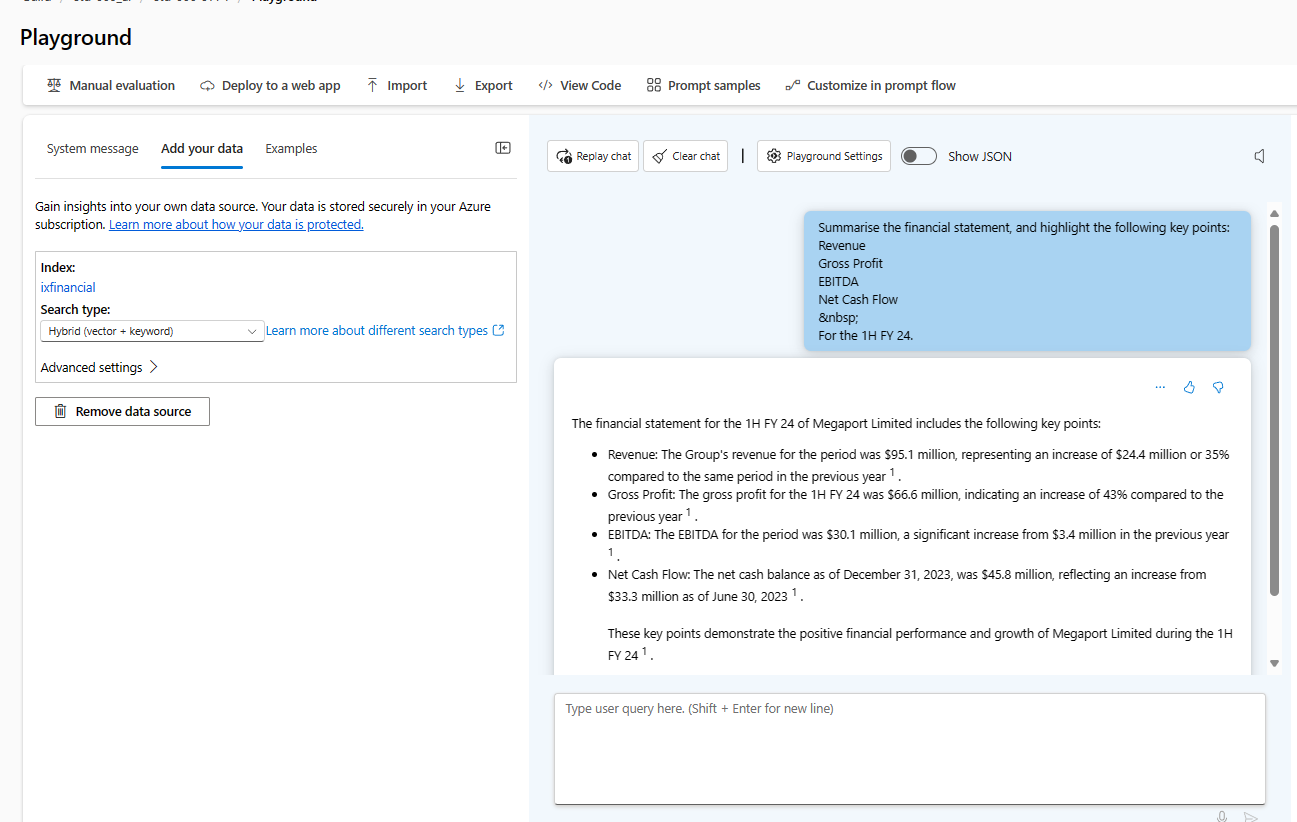 Playground
Playground
Manual evaluation
Deploy to a web app
Import
Export
View Code
Prompt samples
Customize in prompt flow
System message
Add your data
Examples
Gain insights into your own data source. Your data is stored securely in your Azure
subscription. Learn more about how your data is protected.
Index:
ixfinancial
Search type:
Hybrid (vector + keyword)
Learn more about different search types
Advanced settings
Remove data source
Replay chat
Clear chat
|
Playground Settings
Show JSON
Summarise the financial statement, and highlight the following key points:
Revenue
Gross Profit
EBITDA
Net Cash Flow
&nbsp;
For the 1H FY 24.
The financial statement for the 1H FY 24 of Megaport Limited includes the following key points:
• Revenue: The Group's revenue for the period was $95.1 million, representing an increase of $24.4 million or 35%
compared to the same period in the previous year 1 .
• Gross Profit: The gross profit for the 1H FY 24 was $66.6 million, indicating an increase of 43% compared to the
previous year 1 .
• EBITDA: The EBITDA for the period was $30.1 million, a significant increase from $3.4 million in the previous year
1 .
• Net Cash Flow: The net cash balance as of December 31, 2023, was $45.8 million, reflecting an increase from
$33.3 million as of June 30, 2023 1 .
These key points demonstrate the positive financial performance and growth of Megaport Limited during the 1H
FY 24 1 .
Type user query here. (Shift + Enter for new line)